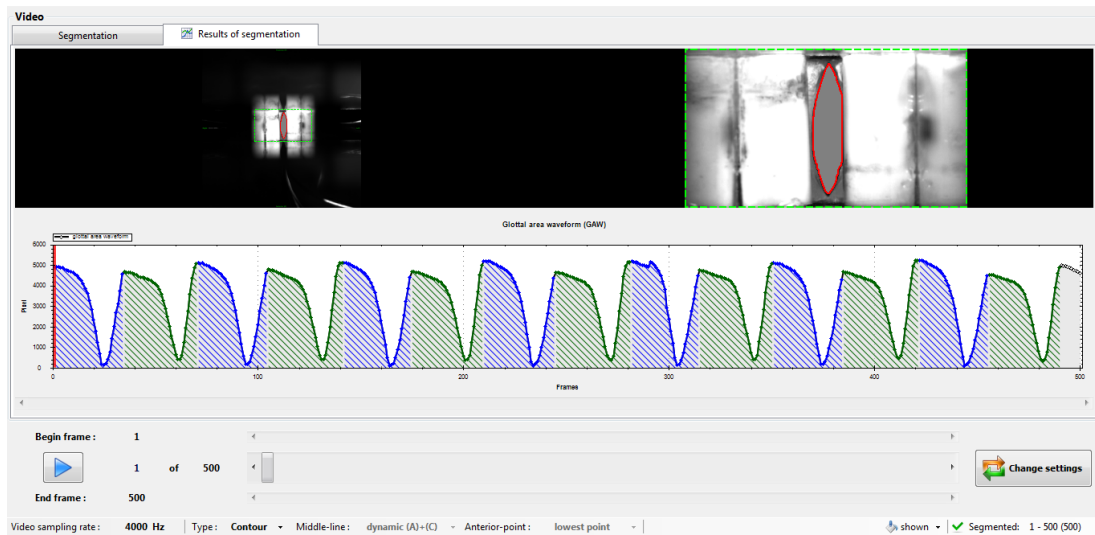 Video
Segmentation
Results of segmentation
Glottal area waveform (GAW)
glottal area waveform
6000
5000
4000
3000
2000
1000
0
Pixel
0 100 200 300 400 500
Frames
Begin frame : 1
1 of 500
Change settings
End frame : 500
Video sampling rate : 4000 Hz Type : Contour Middle-line : dynamic (A)+(C) Anterior-point : lowest point shown Segmented: 1 - 500 (500)